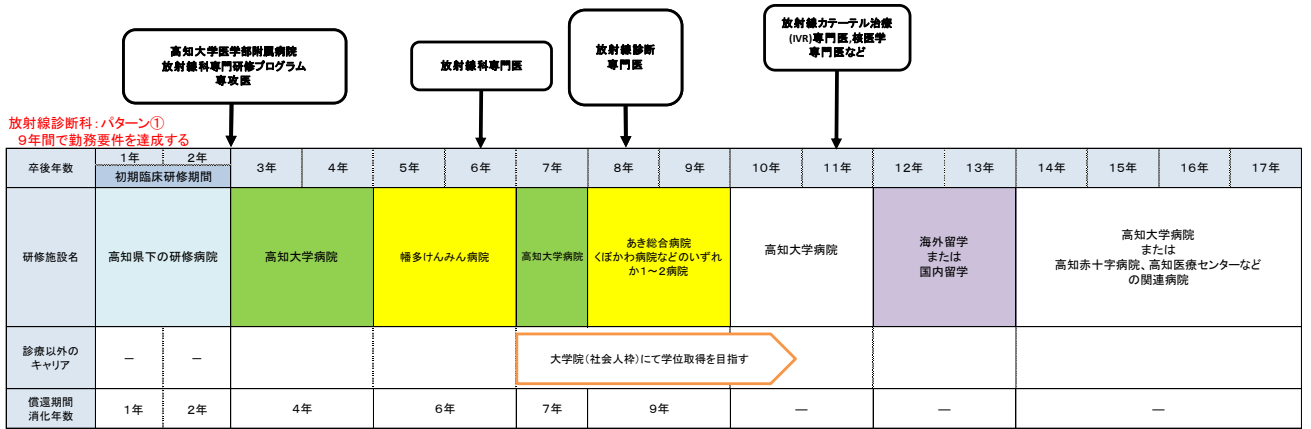 高知大学医学部附属病院
放射線科専門研修プログラム
専攻医
放射線科専門医
放射線診断
専門医
放射線カテーテル治療
(IVR)専門医,核医学
専門医など
放射線診断科:パターン①
9年間で勤務要件を達成する
卒後年数
1年
2年
3年
4年
5年
6年
7年
8年
9年
10年
11年
12年
13年
14年
15年
16年
17年
初期臨床研修期間
研修施設名
高知県下の研修病院
高知大学病院
幡多けんみん病院
高知大学病院
あき総合病院
くぼかわ病院などのいずれ
か1~2病院
高知大学病院
海外留学
または
国内留学
高知大学病院
または
高知赤十字病院、高知医療センターなど
の関連病院
診療以外の
キャリア
―
―
大学院(社会人枠)にて学位取得を目指す
償還期間
消化年数
1年
2年
4年
6年
7年
9年
―
―
―